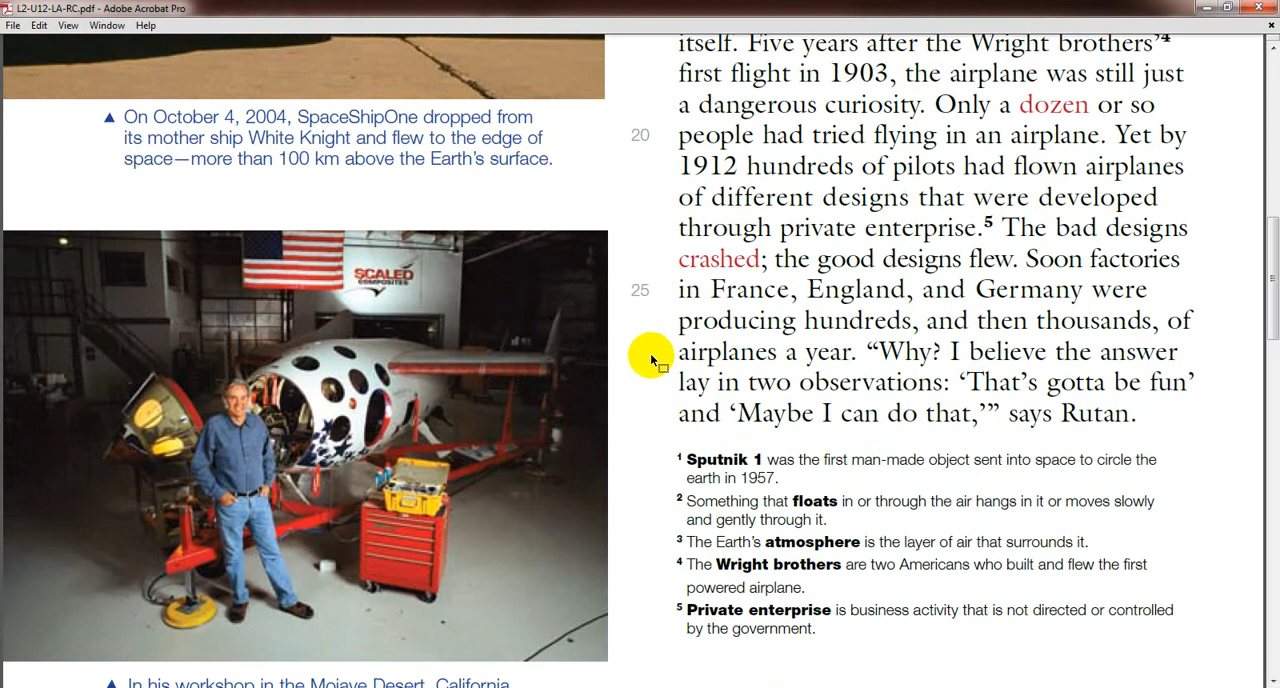 L2-U12-LA-RC.pdf - Adobe Acrobat Pro
File Edit View Window Help
▲ On October 4, 2004, SpaceShipOne dropped from
its mother ship White Knight and flew to the edge of
space—more than 100 km above the Earth's surface.
SCALED
COMPOSITES
▲ In his workshop in the Mojave Desert, California
itself. Five years after the Wright brothers'⁴
first flight in 1903, the airplane was still just
a dangerous curiosity. Only a dozen or so
20 people had tried flying in an airplane. Yet by
1912 hundreds of pilots had flown airplanes
of different designs that were developed
through private enterprise.⁵ The bad designs
crashed; the good designs flew. Soon factories
25 in France, England, and Germany were
producing hundreds, and then thousands, of
airplanes a year. “Why? I believe the answer
lay in two observations: ‘That’s gotta be fun’
and ‘Maybe I can do that,’” says Rutan.
¹ Sputnik 1 was the first man-made object sent into space to circle the
earth in 1957.
² Something that floats in or through the air hangs in it or moves slowly
and gently through it.
³ The Earth's atmosphere is the layer of air that surrounds it.
⁴ The Wright brothers are two Americans who built and flew the first
powered airplane.
⁵ Private enterprise is business activity that is not directed or controlled
by the government.